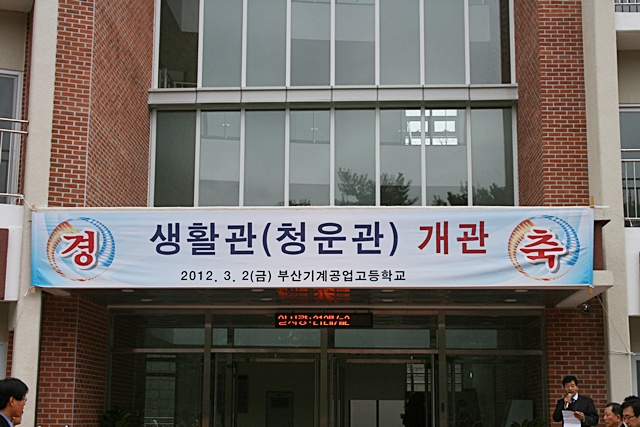 경 생활관(청운관) 개관 축
2012. 3. 2(금) 부산기계공업고등학교